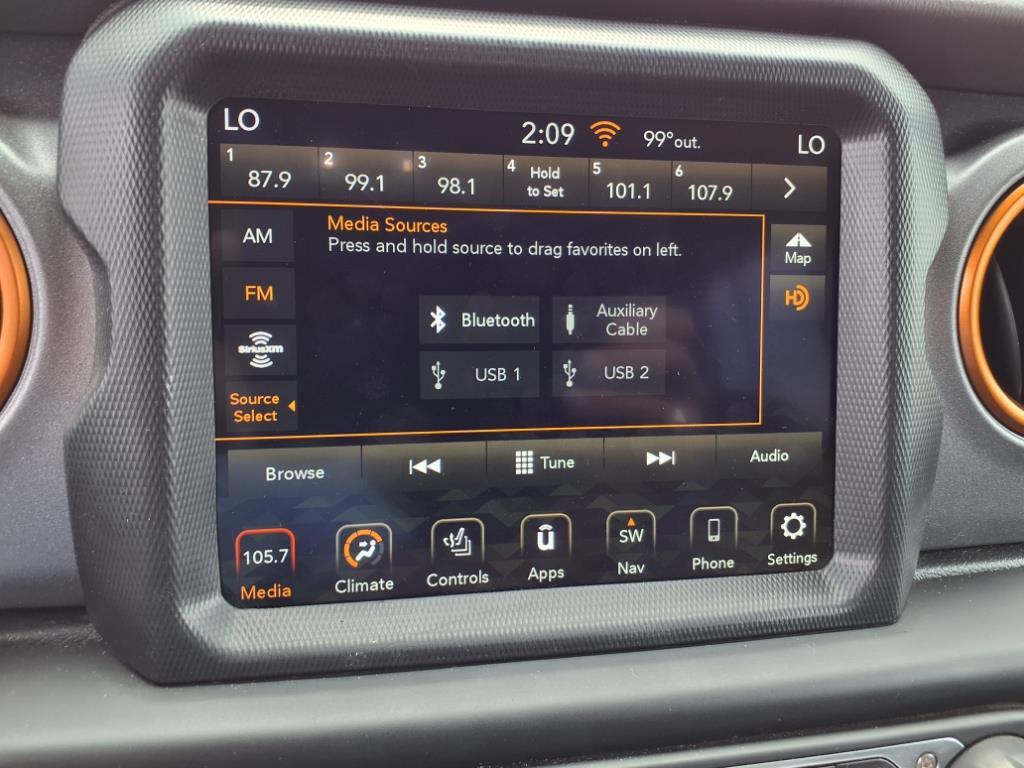 LO
2:09
99° out.
LO
1
87.9
2
99.1
3
98.1
4
Hold
to Set
5
101.1
6
107.9
AM
FM
SiriusXM
Source
Select
Media Sources
Press and hold source to drag favorites on left.
Bluetooth
Auxiliary
Cable
USB 1
USB 2
Map
HD
Browse
Tune
Audio
105.7
Media
Climate
Controls
ū
Apps
SW
Nav
Phone
Settings